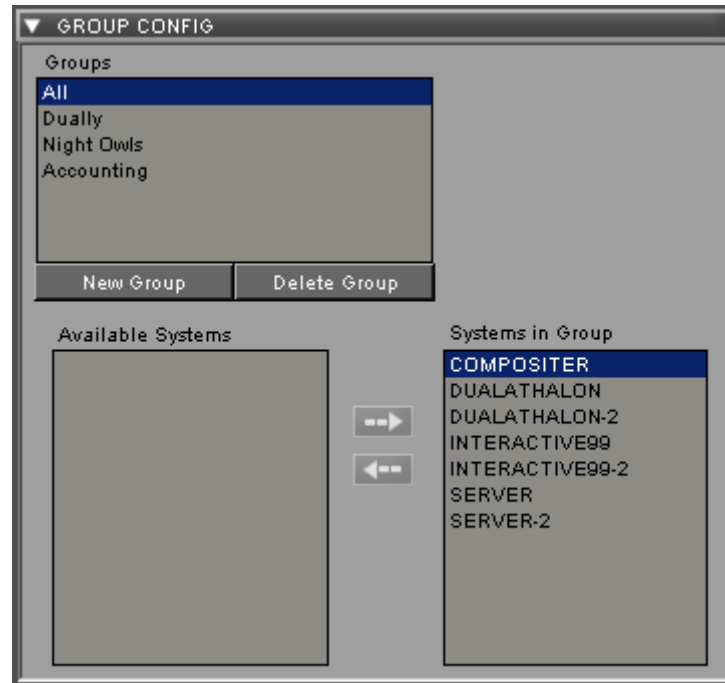 GROUP CONFIG
Groups
All
Dually
Night Owls
Accounting
New Group Delete Group
Available Systems Systems in Group
COMPOSITER
DUALATHALON
DUALATHALON-2
INTERACTIVE99
INTERACTIVE99-2
SERVER
SERVER-2